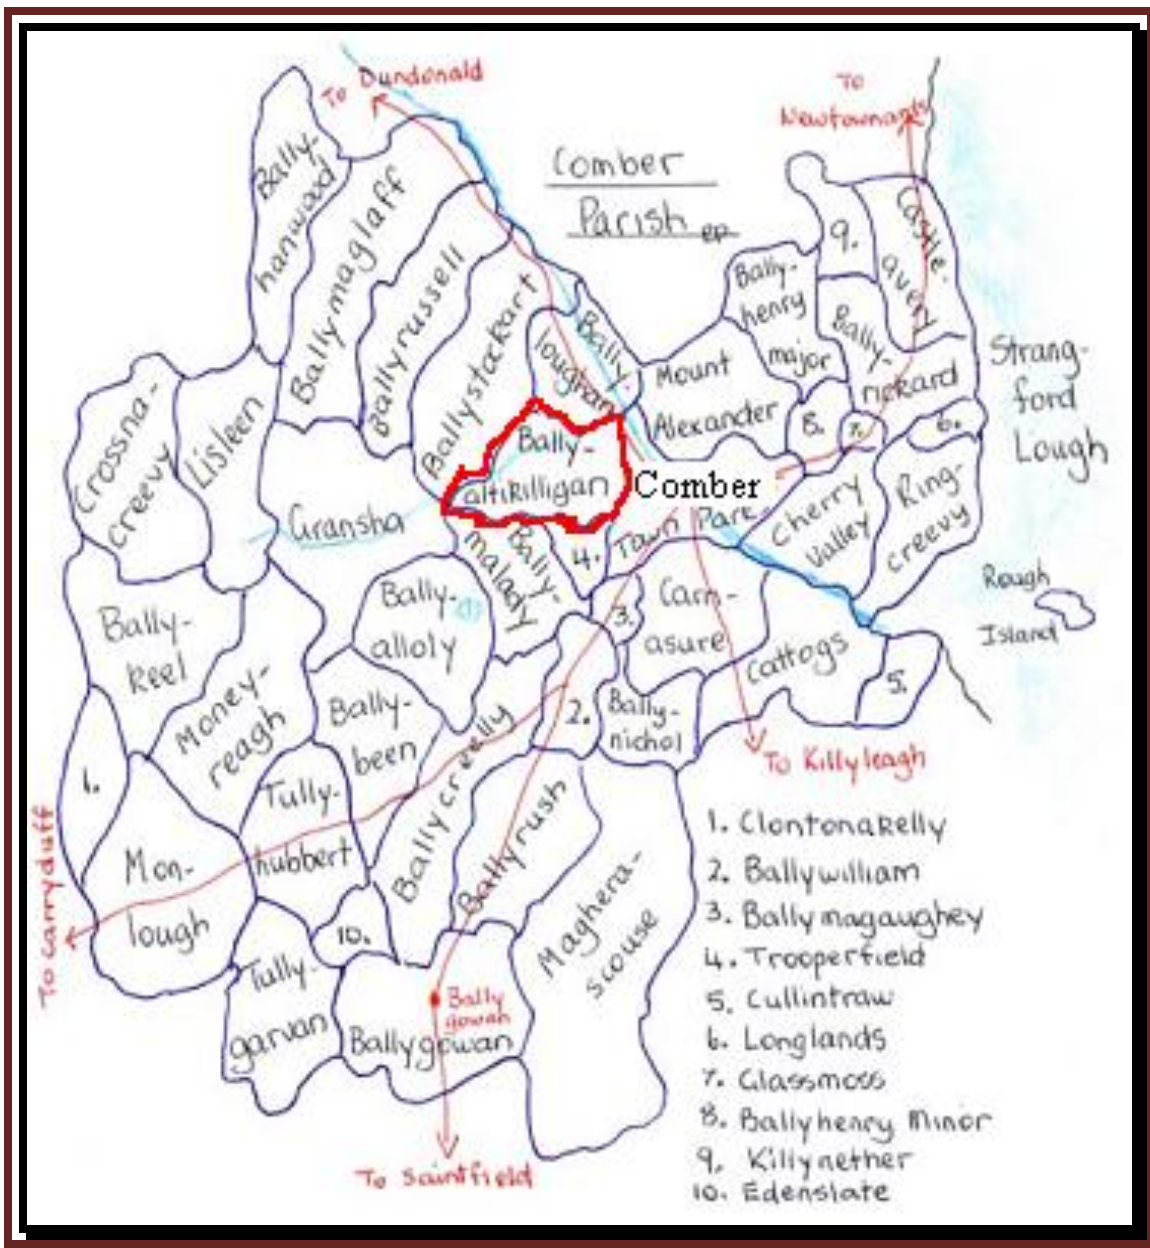 To Dundonald
To
Newtownards
Comber
Parish
ep
Bally-
hanwood
Ballymaglaff
Ballyrussell
Ballystockart
Bally-
loughan
9.
Castle-
avery
Bally-
henry
major
Bally-
rickard
Mount
Alexander
8.
7.
6.
Strang-
ford
Lough
Crossna-
creevy
Lisleen
Bally-
altikilligan
Comber
Gransha
Town Parks
Cherry
Valley
Ring-
creevy
Bally-
malady
4.
Rough
Island
Bally-
keel
Bally-
alloly
3.
Carn-
asure
Cattogs
5.
Money-
reagh
Bally-
been
2.
Bally-
nichol
To Killyleagh
1.
Tully-
hubbert
Ballycreelly
Ballyrush
Maghera-
scouse
Mon-
lough
To Carryduff
10.
Tully-
garvan
Bally
gowan
Ballygowan
To Saintfield
1. Clontonakelly
2. Ballywilliam
3. Ballymagaughey
4. Trooperfield
5. Cullintraw
6. Longlands
7. Glassmoss
8. Ballyhenry Minor
9. Killynether
10. Edenslate